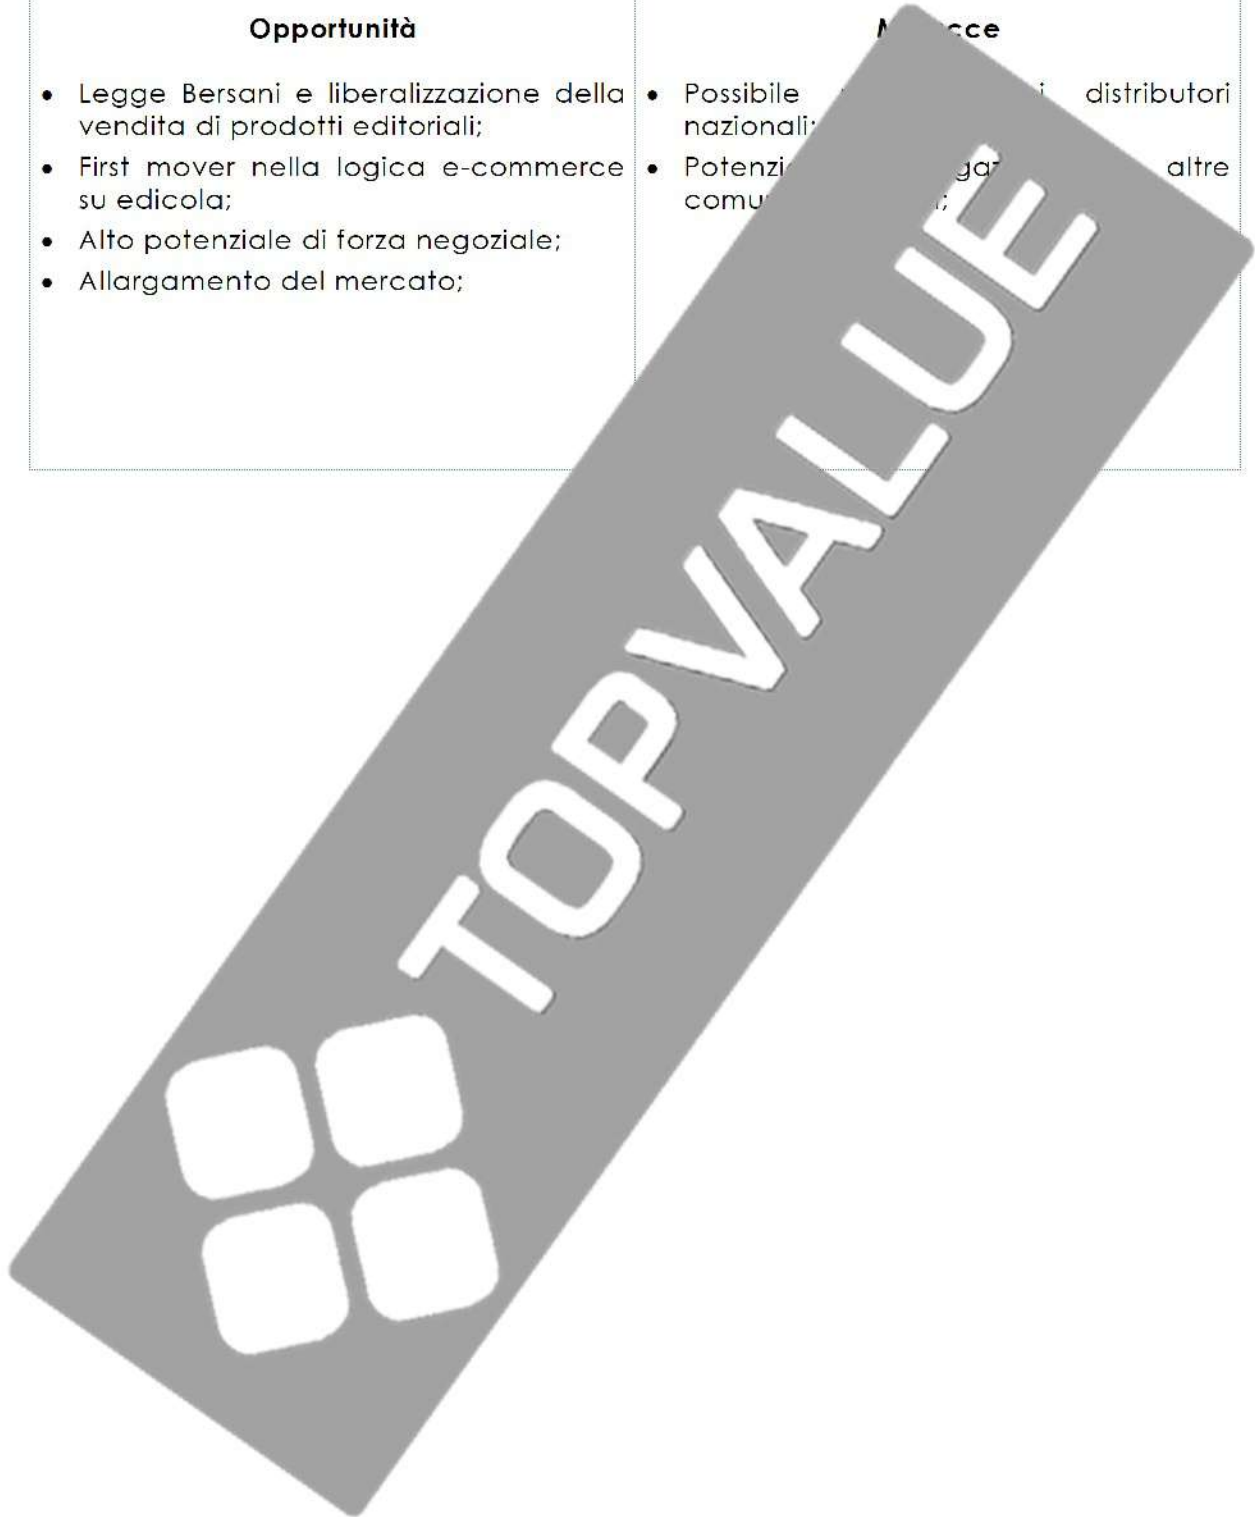 Opportunità
Legge Bersani e liberalizzazione della
vendita di prodotti editoriali;
First mover nella logica e-commerce
su edicola;
Alto potenziale di forza negoziale;
Allargamento del mercato;
Possibile distributori
nazionali;
altre
TOPVALUE